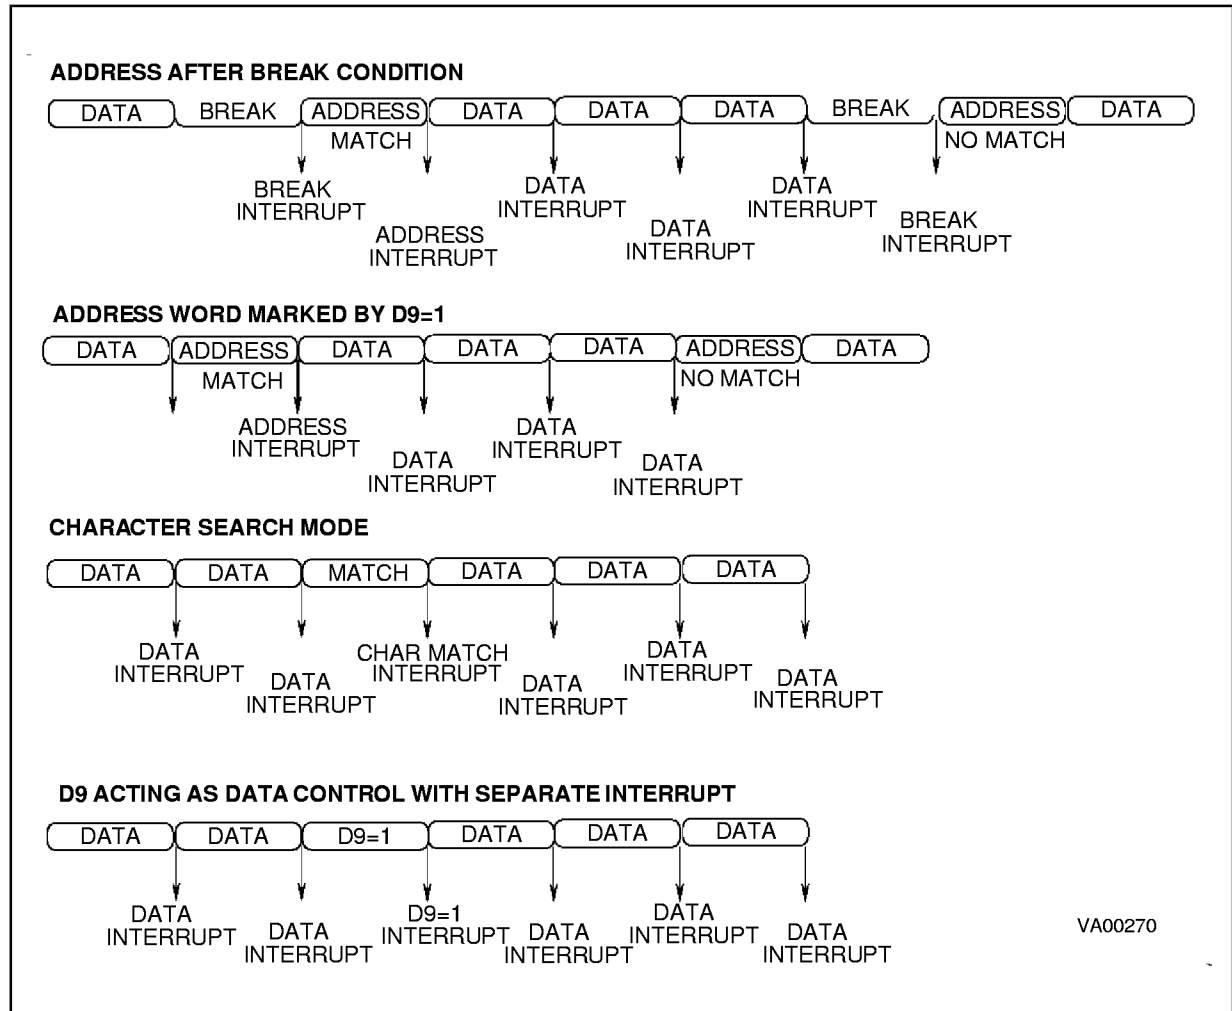 ADDRESS AFTER BREAK CONDITION
DATA BREAK ADDRESS DATA DATA DATA BREAK ADDRESS DATA
MATCH NO MATCH
BREAK INTERRUPT
ADDRESS INTERRUPT
DATA INTERRUPT
DATA INTERRUPT
DATA INTERRUPT
BREAK INTERRUPT
ADDRESS WORD MARKED BY D9=1
DATA ADDRESS DATA DATA DATA ADDRESS DATA
MATCH NO MATCH
ADDRESS INTERRUPT
DATA INTERRUPT
DATA INTERRUPT
DATA INTERRUPT
CHARACTER SEARCH MODE
DATA DATA MATCH DATA DATA DATA
DATA INTERRUPT
DATA INTERRUPT
CHAR MATCH INTERRUPT
DATA INTERRUPT
DATA INTERRUPT
DATA INTERRUPT
D9 ACTING AS DATA CONTROL WITH SEPARATE INTERRUPT
DATA DATA D9=1 DATA DATA DATA
DATA INTERRUPT
DATA INTERRUPT
D9=1 INTERRUPT
DATA INTERRUPT
DATA INTERRUPT
DATA INTERRUPT
VA00270